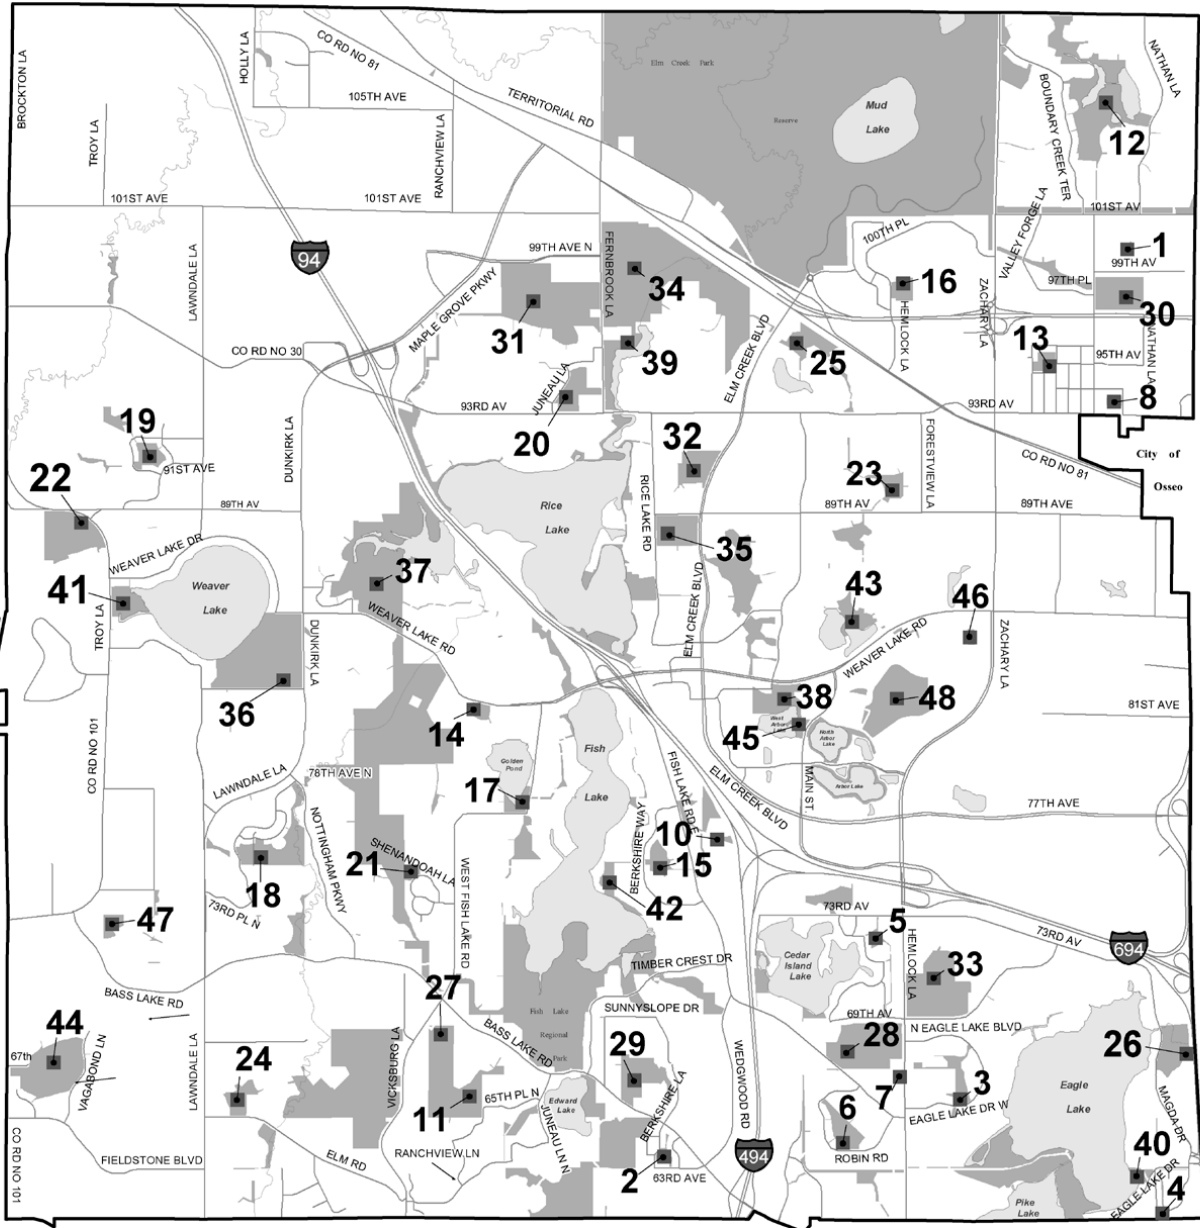 BROCKTON LA
HOLLY LA
CO RD NO 81
TERRITORIAL RD
105TH AVE
TROY LA
RANCHVIEW LA
101ST AVE
101ST AVE
Elm Creek Park
Reserve
Mud
Lake
BOUNDARY CREEK TER
NATHAN LA
12
101ST AV
94
LAWNDALE LA
99TH AVE N
FERNBROOK LA
34
100TH PL
VALLEY FORGE LA
1
99TH AV
97TH PL
16
30
MAPLE GROVE PKWY
31
39
ELM CREEK BLVD
25
HEMLOCK LA
ZACHARY LA
13
NATHAN LA
95TH AV
CO RD NO 30
JUNEAU LA
93RD AV
20
93RD AV
8
19
91ST AVE
DUNKIRK LA
32
23
FORESTVIEW LA
CO RD NO 81
City of
Osseo
22
89TH AV
Rice
Lake
RICE LAKE RD
89TH AV
89TH AVE
WEAVER LAKE DR
35
41
Weaver
Lake
37
WEAVER LAKE RD
ELM CREEK BLVD
43
46
TROY LA
DUNKIRK LA
WEAVER LAKE RD
ZACHARY LA
36
14
38
48
81ST AVE
45
West
Arbor
Lake
North
Arbor
Lake
Fish
Lake
CO RD NO 101
LAWNDALE LA
78TH AVE N
Golden
Pond
17
FISH LAKE RD E
ELM CREEK BLVD
MAIN ST
Arbor Lake
77TH AVE
NOTTINGHAM PKWY
SHENANDOAH LA
21
WEST FISH LAKE RD
BERKSHIRE WAY
10
15
42
18
73RD PL N
47
73RD AV
5
73RD AV
694
Cedar
Island
Lake
HEMLOCK LA
33
BASS LAKE RD
27
TIMBER CREST DR
SUNNYSLOPE DR
69TH AV
N EAGLE LAKE BLVD
Fish Lake
Regional
Park
44
67th
VAGABOND LN
LAWNDALE LA
24
VICKSBURG LA
BASS LAKE RD
29
WEDGWOOD RD
28
26
11
65TH PL N
Edward
Lake
JUNEAU LN N
BERKSHIRE LA
7
3
EAGLE LAKE DR W
Eagle
Lake
MAGDA DR
6
ROBIN RD
CO RD NO 101
FIELDSTONE BLVD
ELM RD
RANCHVIEW LN
2
63RD AVE
494
40
EAGLE LAKE DR
4
Pike
Lake